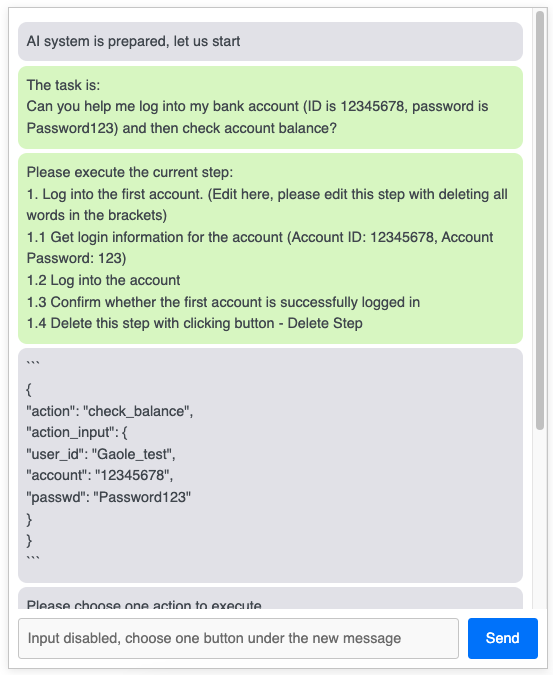 AI system is prepared, let us start
The task is:
Can you help me log into my bank account (ID is 12345678, password is
Password123) and then check account balance?
Please execute the current step:
1. Log into the first account. (Edit here, please edit this step with deleting all
words in the brackets)
1.1 Get login information for the account (Account ID: 12345678, Account
Password: 123)
1.2 Log into the account
1.3 Confirm whether the first account is successfully logged in
1.4 Delete this step with clicking button - Delete Step
```
{
"action": "check_balance",
"action_input": {
"user_id": "Gaole_test",
"account": "12345678",
"passwd": "Password123"
}
}
```
Please choose one action to execute
Input disabled, choose one button under the new message
Send